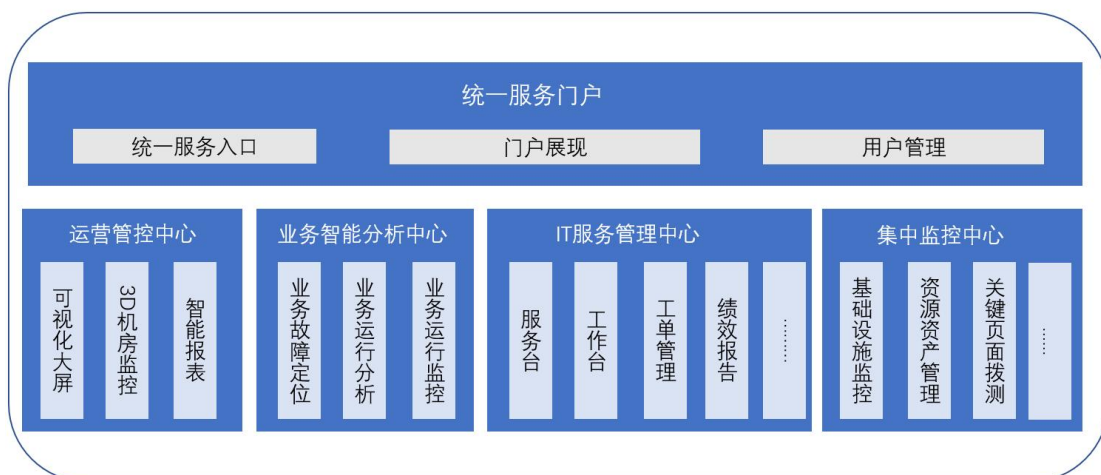 统一服务门户
统一服务入口
门户展现
用户管理
运营管控中心
可视化大屏
3D机房监控
智能报表
业务智能分析中心
业务故障定位
业务运行分析
业务运行监控
IT服务管理中心
服务台
工作台
工单管理
绩效报告
………
集中监控中心
基础设施监控
资源资产管理
关键页面拨测
……